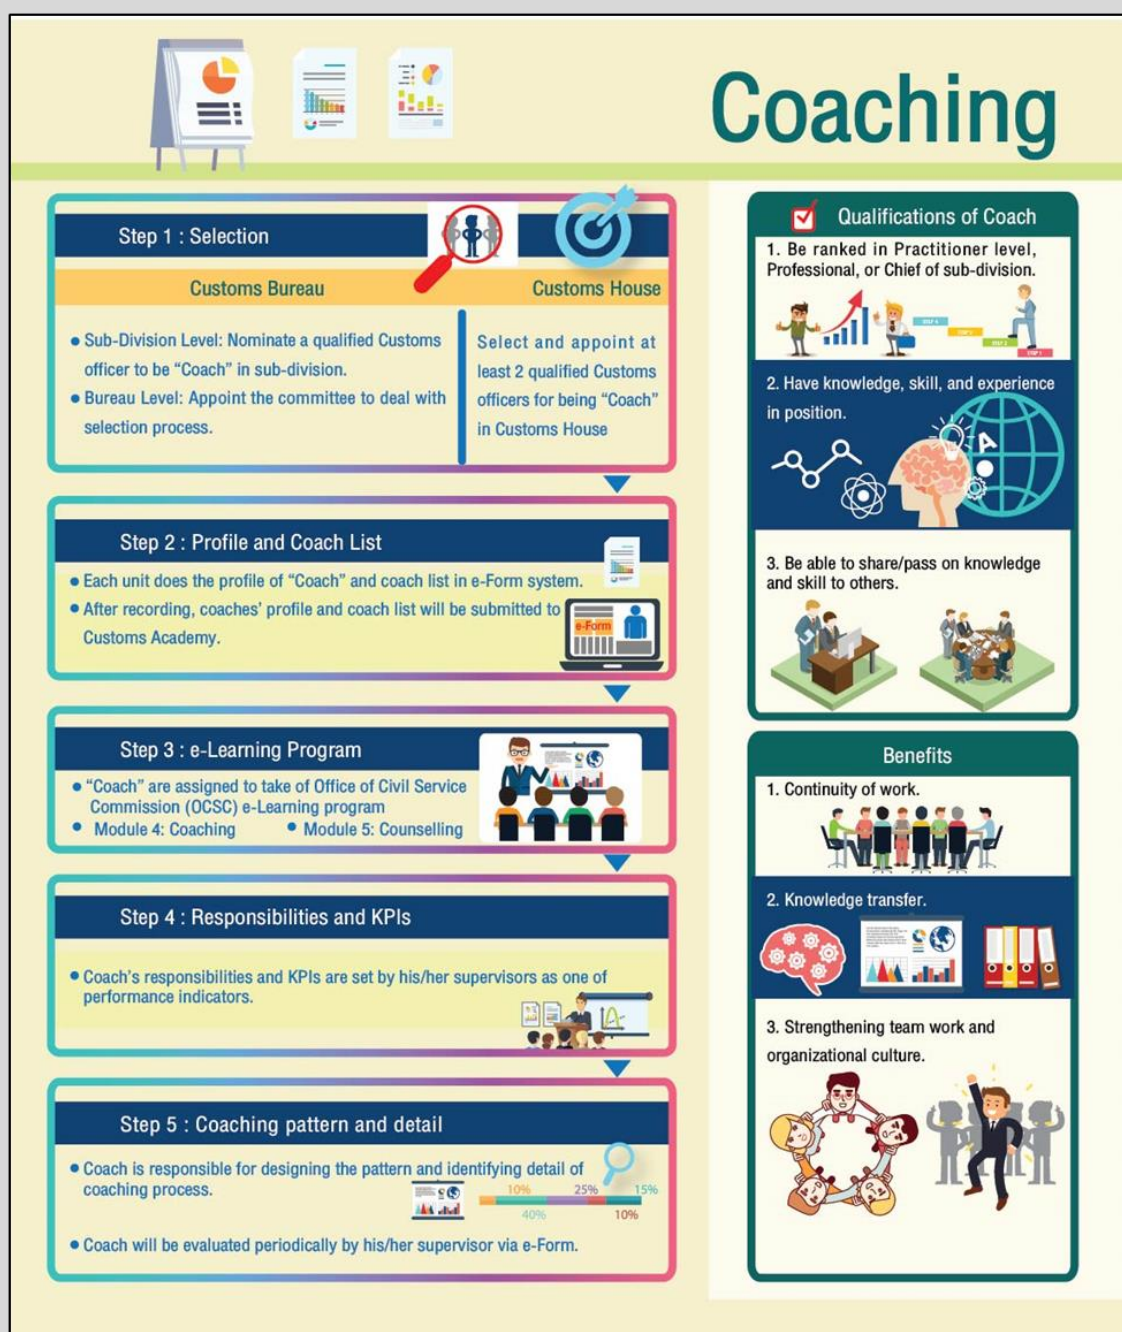 Coaching
Step 1 : Selection
Customs Bureau
Customs House
• Sub-Division Level: Nominate a qualified Customs
officer to be “Coach” in sub-division.
• Bureau Level: Appoint the committee to deal with
selection process.
Select and appoint at
least 2 qualified Customs
officers for being “Coach”
in Customs House
Step 2 : Profile and Coach List
• Each unit does the profile of “Coach” and coach list in e-Form system.
• After recording, coaches’ profile and coach list will be submitted to
Customs Academy.
e-Form
Step 3 : e-Learning Program
• “Coach” are assigned to take of Office of Civil Service
Commission (OCSC) e-Learning program
• Module 4: Coaching • Module 5: Counselling
Step 4 : Responsibilities and KPIs
• Coach’s responsibilities and KPIs are set by his/her supervisors as one of
performance indicators.
Step 5 : Coaching pattern and detail
• Coach is responsible for designing the pattern and identifying detail of
coaching process.
10% 25% 15%
40% 10%
• Coach will be evaluated periodically by his/her supervisor via e-Form.
Qualifications of Coach
1. Be ranked in Practitioner level,
Professional, or Chief of sub-division.
STEP 4
STEP 3
STEP 2
STEP 1
2. Have knowledge, skill, and experience
in position.
A
3. Be able to share/pass on knowledge
and skill to others.
Benefits
1. Continuity of work.
2. Knowledge transfer.
3. Strengthening team work and
organizational culture.